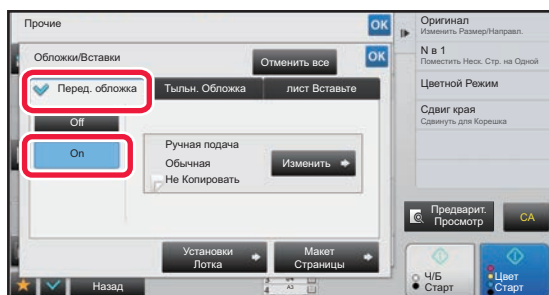 Прочие
OK
Обложки/Вставки
Отменить все
OK
Перед. обложка
Тыльн. Обложка
лист Вставьте
Off
On
Ручная подача
Обычная
Не Копировать
Изменить
Установки
Лотка
Макет
Страницы
Назад
A3
Оригинал
Изменить Размер/Направл.
N в 1
Поместить Неск. Стр. на Одной
Цветной Режим
Сдвиг края
Сдвинуть для Корешка
Предварит.
Просмотр
CA
Ч/Б
Старт
Цвет
Старт